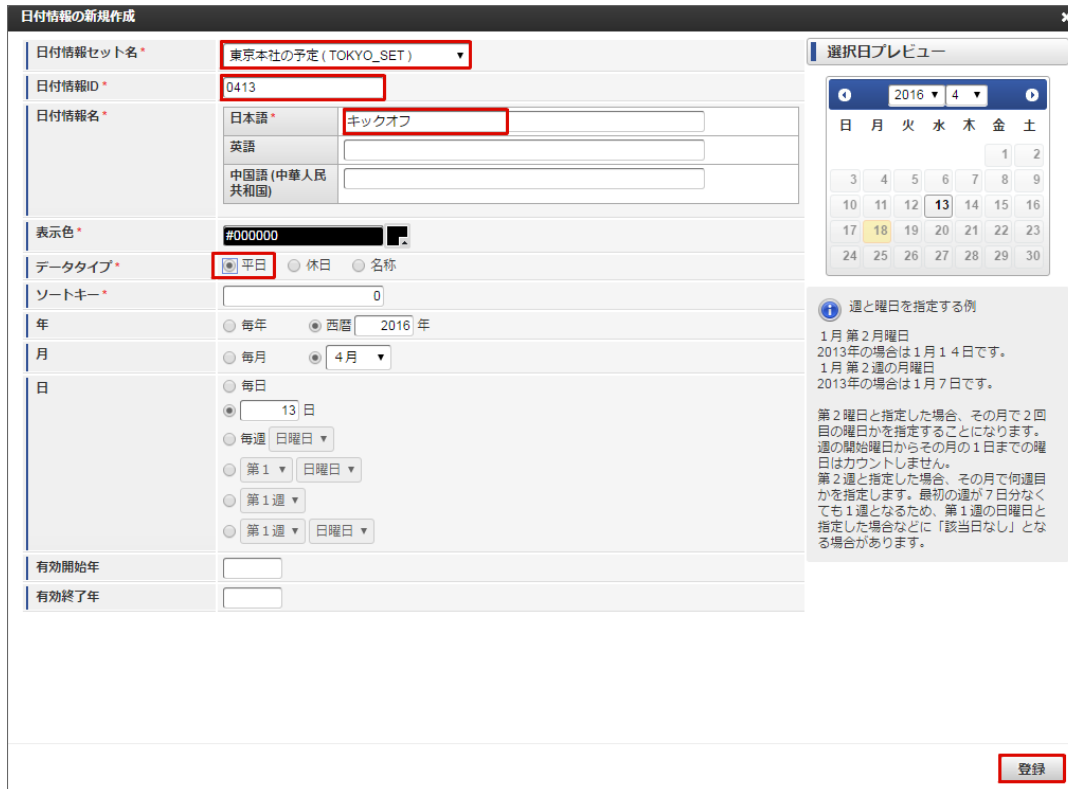 日付情報の新規作成
日付情報セット名*
東京本社の予定 ( TOKYO_SET )
日付情報ID*
0413
日付情報名*
日本語*
キックオフ
英語
中国語 (中華人民
共和国)
表示色*
#000000
データタイプ*
平日 休日 名称
ソートキー*
0
年
毎年 西暦 2016 年
月
毎月 4月
日
毎日
13 日
毎週 日曜日
第1 日曜日
第1週
第1週 日曜日
有効開始年
有効終了年
選択日プレビュー
2016 4
日 月 火 水 木 金 土
1 2
3 4 5 6 7 8 9
10 11 12 13 14 15 16
17 18 19 20 21 22 23
24 25 26 27 28 29 30
週と曜日を指定する例
1月 第2月曜日
2013年の場合は1月14日です。
1月 第2週の月曜日
2013年の場合は1月7日です。
第2曜日と指定した場合、その月で2回
目の曜日かを指定することになります。
週の開始曜日からその月の1日までの曜
日はカウントしません。
第2週と指定した場合、その月で何週目
かを指定します。最初の週が7日分なく
ても1週となるため、第1週の日曜日と
指定した場合などに「該当日なし」とな
る場合があります。
登録